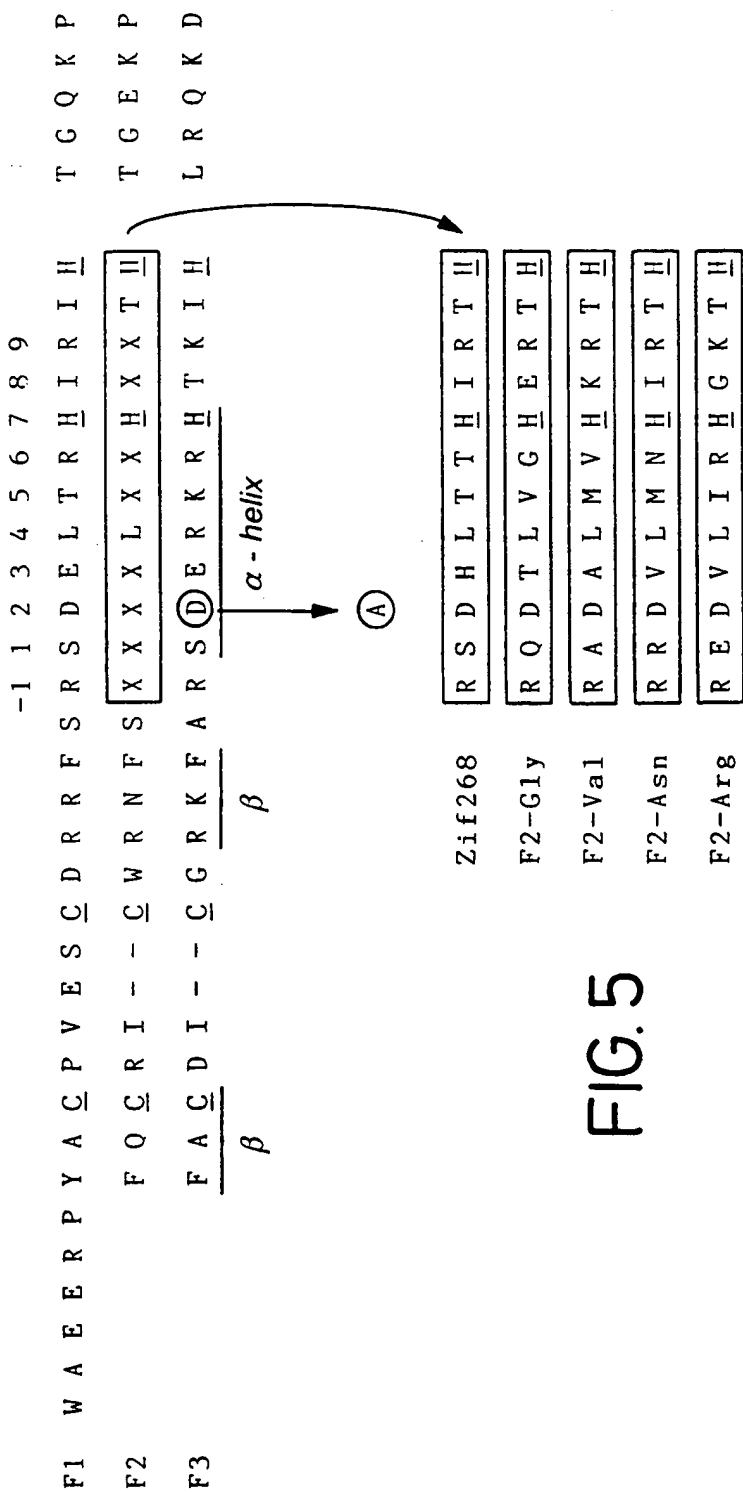 -1 1 2 3 4 5 6 7 8 9
F1 W A E E R P Y A C P V E S C D R R F S R S D E L T R H I R I H T G Q K P
F2 F Q C R I - - C W R N F S X X X X L X X H X X T H T G E K P
F3 F A C D I - - C G R K F A R S D E R K R H T K I H L R Q K D
β β α - helix
A
Zif268 R S D H L T T H I R T H
F2-Gly R Q D T L V G H E R T H
F2-Val R A D A L M V H K R T H
F2-Asn R R D V L M N H I R T H
F2-Arg R E D V L I R H G K T H
FIG. 5